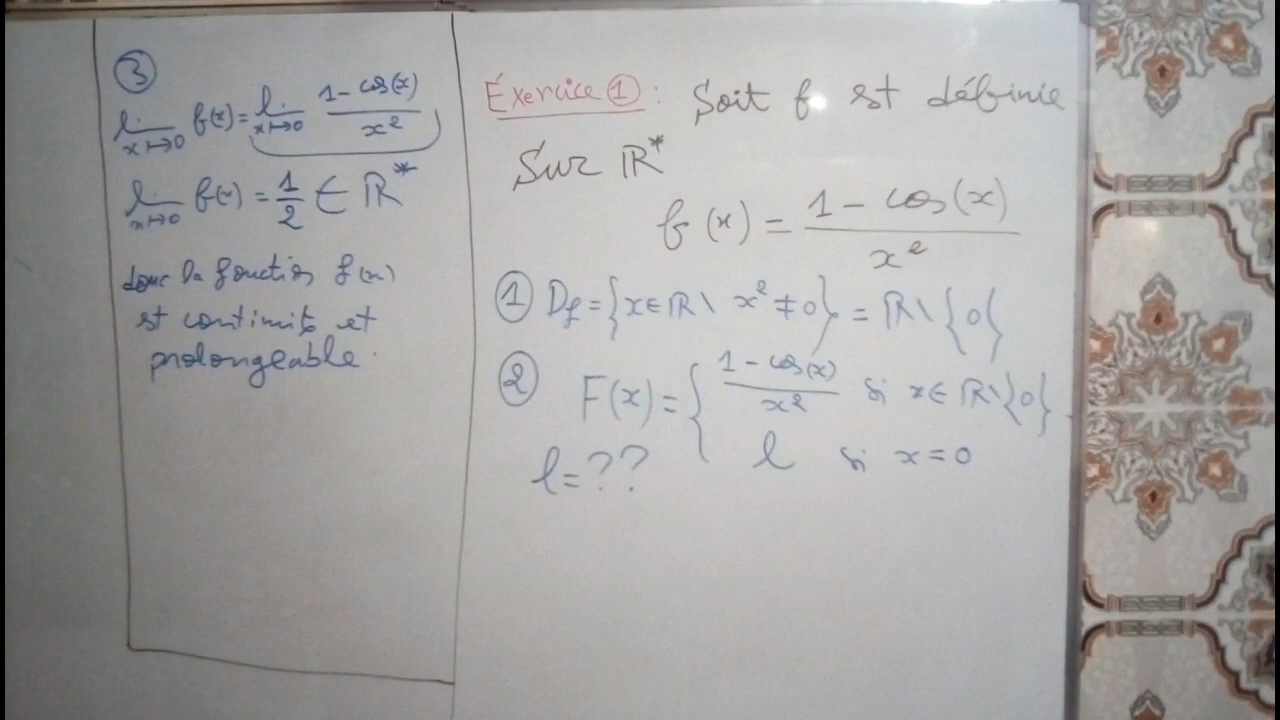 Éxercice ① : Soit f est définie
Sur ℝ*
f(x) = (1 - cos(x)) / x²
① Df = {x ∈ ℝ \ x² ≠ 0} = ℝ \ {0}
② F(x) = { (1 - cos(x)) / x² si x ∈ ℝ \ {0}
l = ?? l si x = 0
③
lim x↦0 f(x) = lim x↦0 (1 - cos(x)) / x²
lim x↦0 f(x) = 1/2 ∈ ℝ*
donc la fonction f(x)
est et
prolongeable.